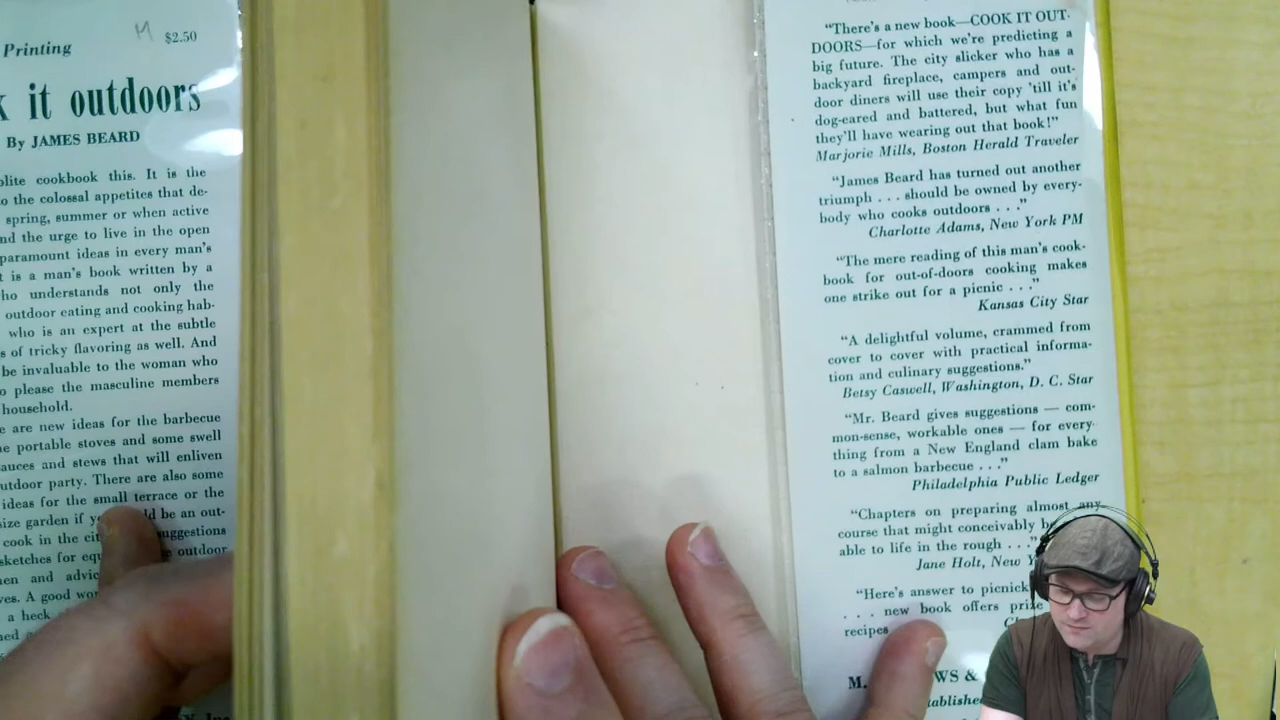 Printing
M
$2.50
it outdoors
By JAMES BEARD
cookbook this. It is the
o the colossal appetites that de-
spring, summer or when active
the urge to live in the open
paramount ideas in every man's
is a man's book written by a
understands not only the
outdoor eating and cooking hab-
who is an expert at the subtle
s of tricky flavoring as well. And
be invaluable to the woman who
please the masculine members
household.
are new ideas for the barbecue
portable stoves and some swell
and stews that will enliven
party. There are also some
ideas for the small terrace or the
size garden if
be an out-
cook in the
sketches for
outdoor
and
A good
a heck
“There's a new book—COOK IT OUT-
DOORS—for which we're predicting a
big future. The city slicker who has a
backyard fireplace, campers and out-
door diners will use their copy 'till it's
dog-eared and battered, but what fun
they'll have wearing out that book!”
Marjorie Mills, Boston Herald Traveler
“James Beard has turned out another
triumph . . . should be owned by every-
body who cooks outdoors . . .”
Charlotte Adams, New York PM
“The mere reading of this man's cook-
book for out-of-doors cooking makes
one strike out for a picnic . . .”
Kansas City Star
“A delightful volume, crammed from
cover to cover with practical informa-
tion and culinary suggestions.”
Betsy Caswell, Washington, D. C. Star
“Mr. Beard gives suggestions — com-
mon-sense, workable ones — for every-
thing from a New England clam bake
to a salmon barbecue . . .”
Philadelphia Public Ledger
“Chapters on preparing almost any
course that might conceivably
able to life in the rough . . .”
Jane Holt, New
“Here's answer to
. . . new book offers
recipes
M.
WS &